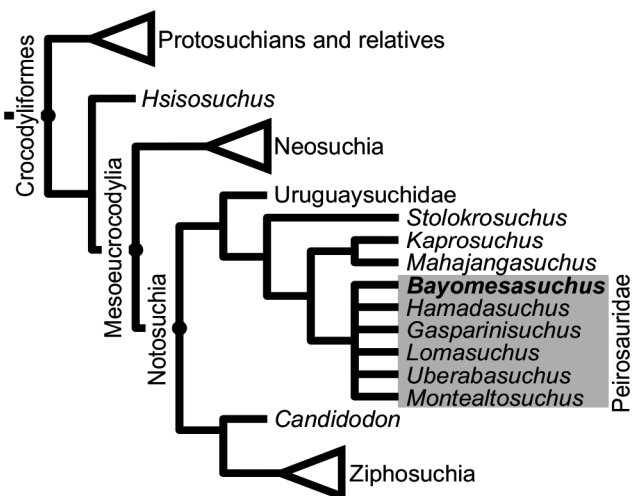 Crocodyliformes
Protosuchians and relatives
Hsisosuchus
Mesoeucrocodylia
Neosuchia
Notosuchia
Uruguaysuchidae
Stolokrosuchus
Kaprosuchus
Mahajangasuchus
Bayomesasuchus
Hamadasuchus
Gasparinisuchus
Lomasuchus
Uberabasuchus
Montealtosuchus
Peirosauridae
Candidodon
Ziphosuchia